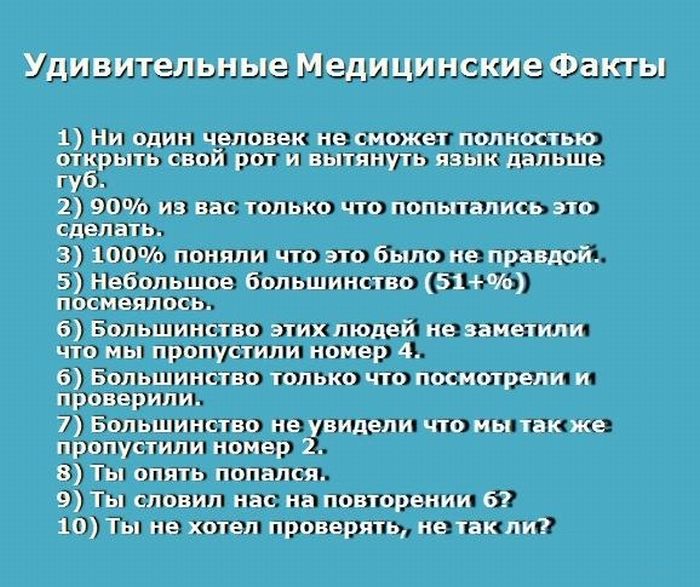 Удивительные Медицинские Факты
1) Ни один человек не сможет полностью
открыть свой рот и вытянуть язык дальше
губ.
2) 90% из вас только что попытались это
сделать.
3) 100% поняли что это было не правдой.
5) Небольшое большинство (51+%)
посмеялось.
6) Большинство этих людей не заметили
что мы пропустили номер 4.
6) Большинство только что посмотрели и
проверили.
7) Большинство не увидели что мы так же
пропустили номер 2.
8) Ты опять попался.
9) Ты словил нас на повторении 6?
10) Ты не хотел проверять, не так ли?